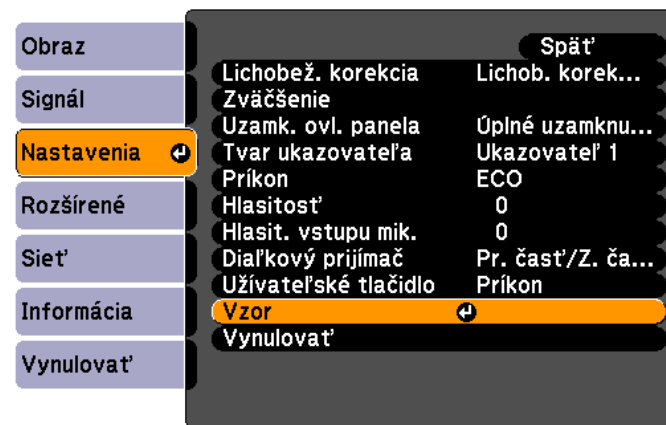 Obraz
Signál
Nastavenia
Rozšírené
Sieť
Informácia
Vynulovať
Späť
Lichobež. korekcia Lichob. korek...
Zväčšenie
Uzamk. ovl. panela Úplné uzamknu...
Tvar ukazovateľa Ukazovateľ 1
Príkon ECO
Hlasitosť 0
Hlasit. vstupu mik. 0
Diaľkový prijímač Pr. časť/Z. ča...
Užívateľské tlačidlo Príkon
Vzor
Vynulovať